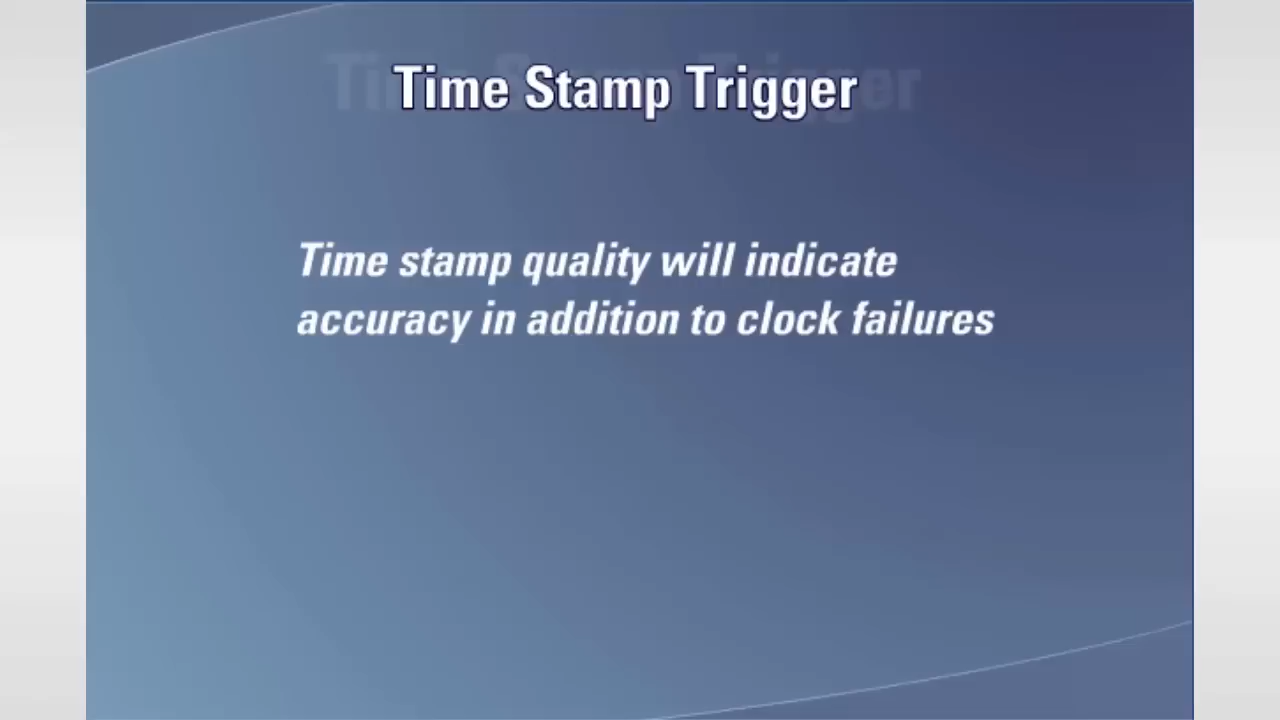 Time Stamp Trigger
Time stamp quality will indicate
accuracy in addition to clock failures